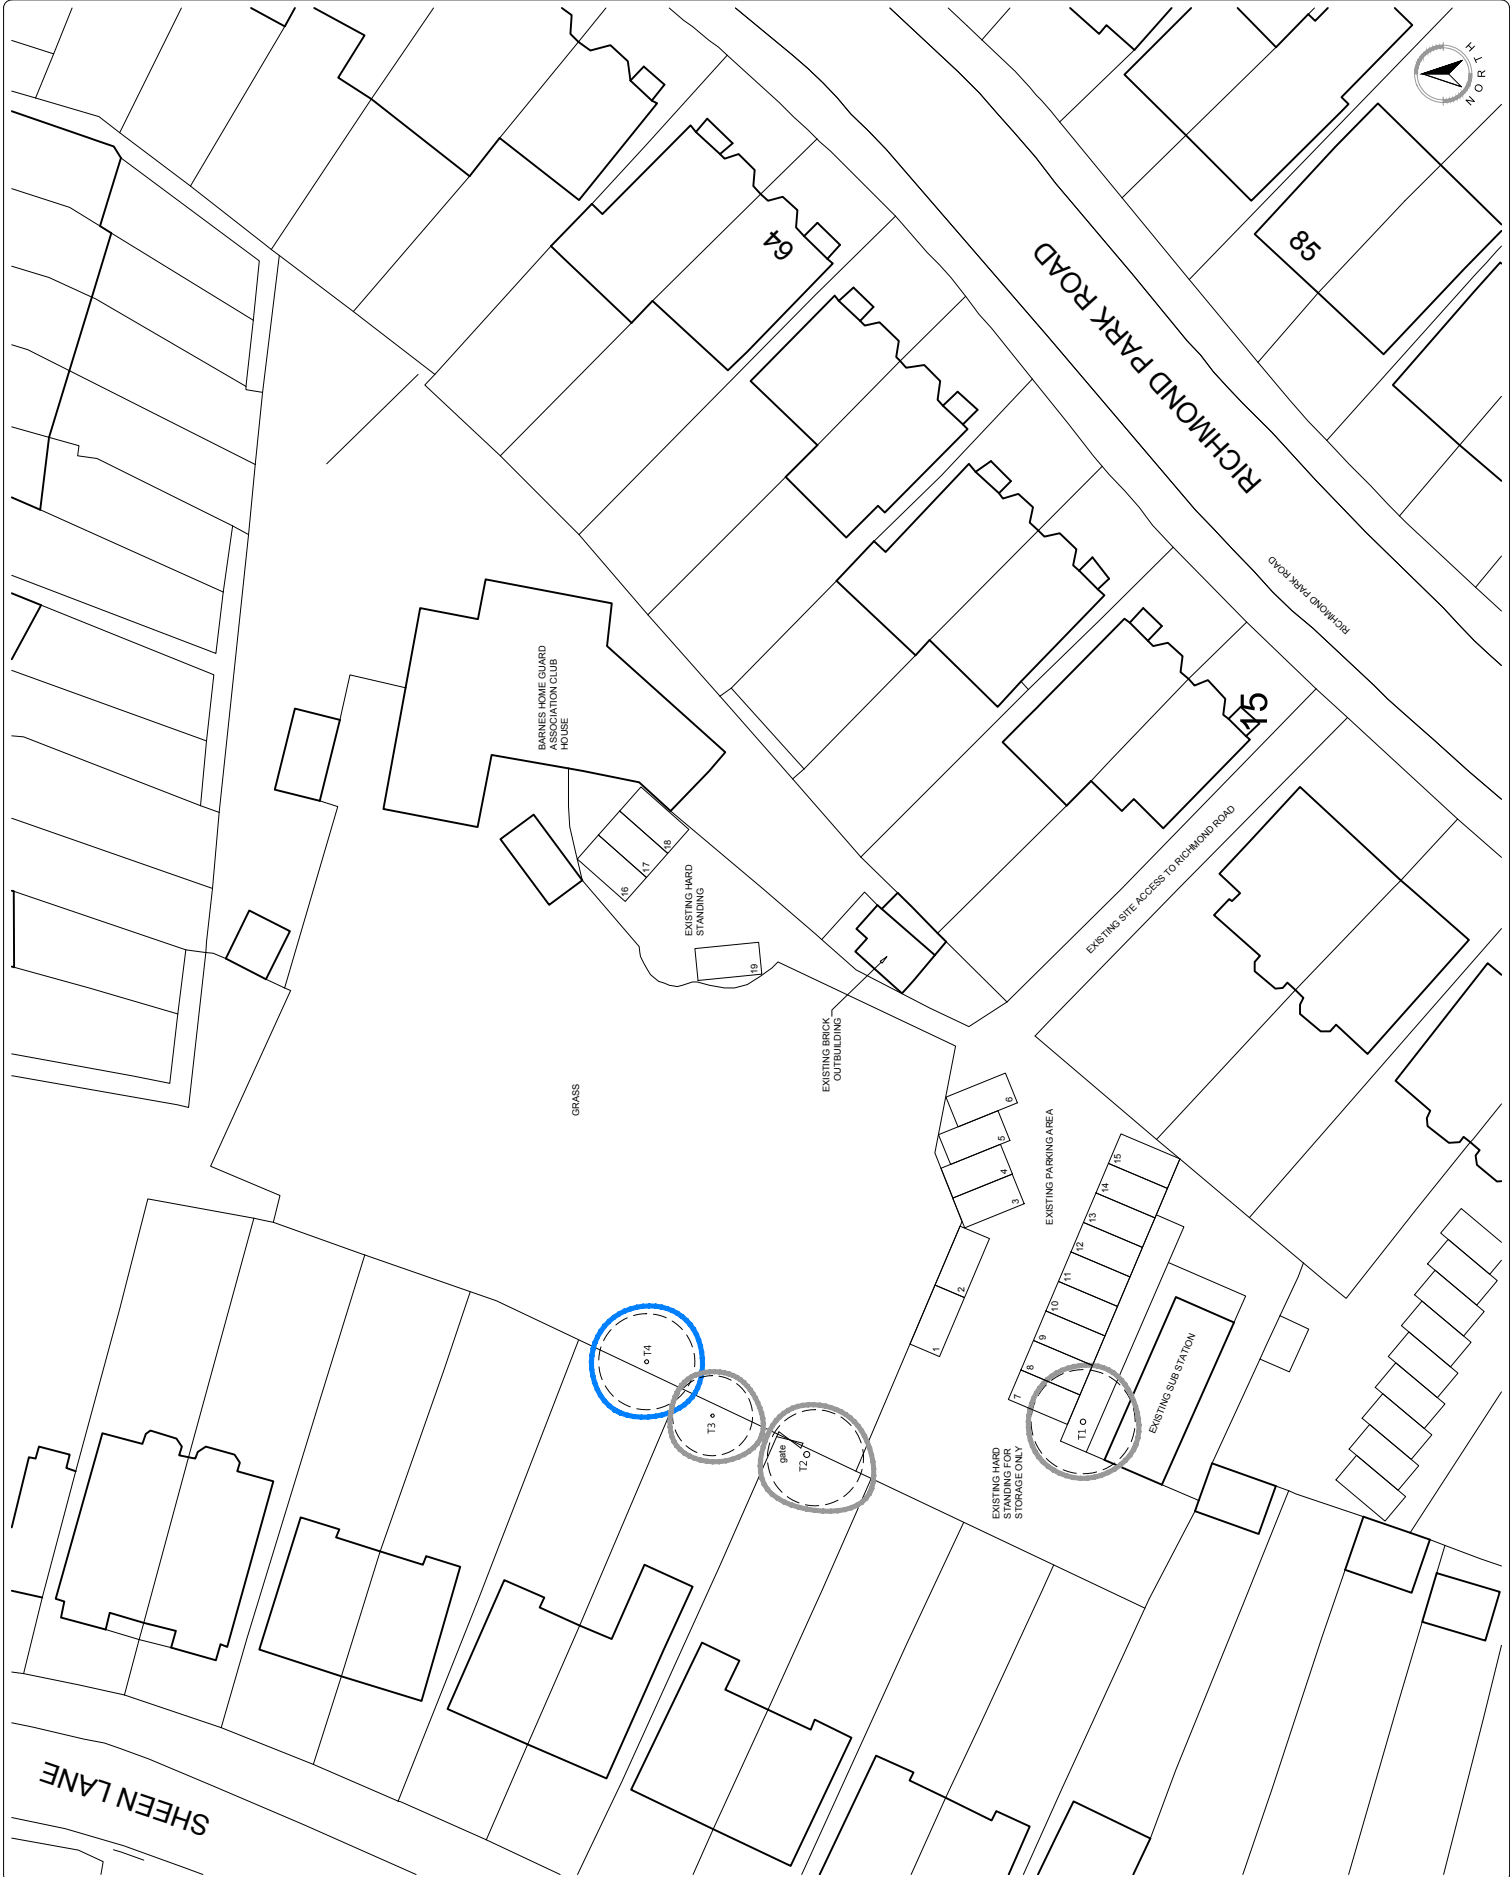 NORTH
64
85
RICHMOND PARK ROAD
RICHMOND PARK ROAD
BARNES HOME GUARD
ASSOCIATION CLUB
HOUSE
75
EXISTING SITE ACCESS TO RICHMOND ROAD
16
17
18
EXISTING HARD
STANDING
19
EXISTING BRICK
OUTBUILDING
GRASS
6
5
4
3
2
1
EXISTING PARKING AREA
15
14
13
12
11
10
9
8
7
T4
T3
gate
T2
T1
EXISTING SUB STATION
EXISTING HARD
STANDING FOR
STORAGE ONLY
SHEEN LANE